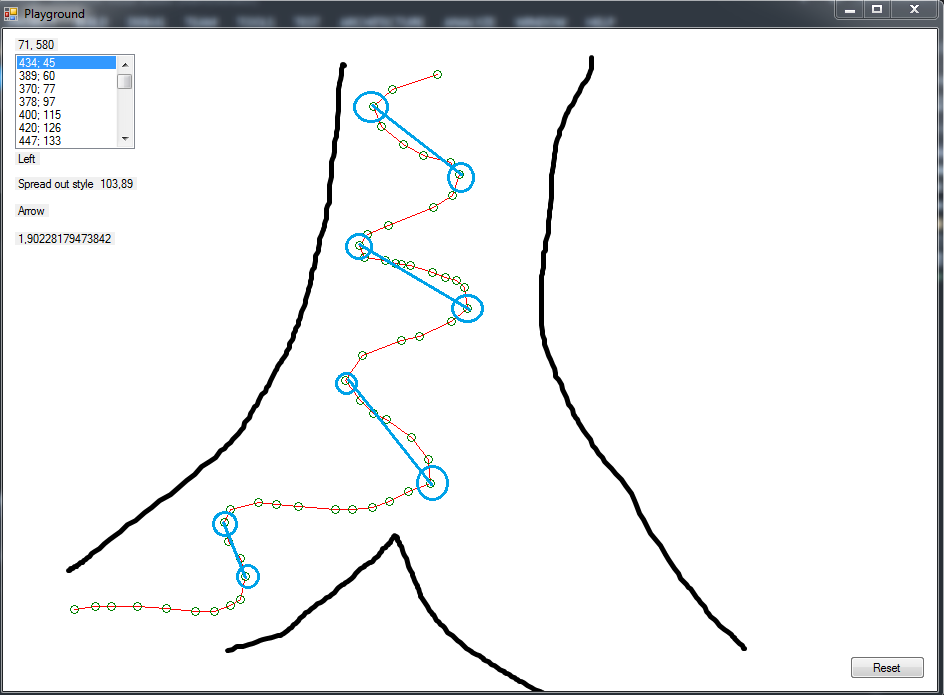 Playground
71, 580
434; 45
389; 60
370; 77
378; 97
400; 115
420; 126
447; 133
Left
Spread out style 103,89
Arrow
1,90228179473842
Reset